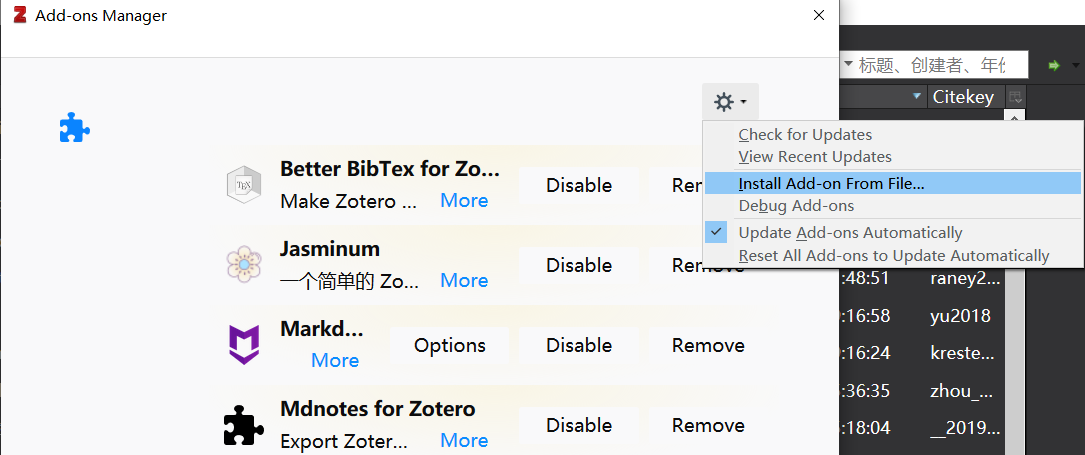 Add-ons Manager
标题、创建者、年份
Citekey
Check for Updates
View Recent Updates
Install Add-on From File...
Debug Add-ons
Update Add-ons Automatically
Reset All Add-ons to Update Automatically
Better BibTex for Zo...
Make Zotero ... More
Disable
Rem
Jasminum
一个简单的 Zo... More
Disable
Rem
Markd...
More
Options
Disable
Remove
Mdnotes for Zotero
Export Zoter... More
Disable
Remove
:48:51 raney2...
:16:58 yu2018
:16:24 kreste...
:36:35 zhou_...
:18:04 __2019...